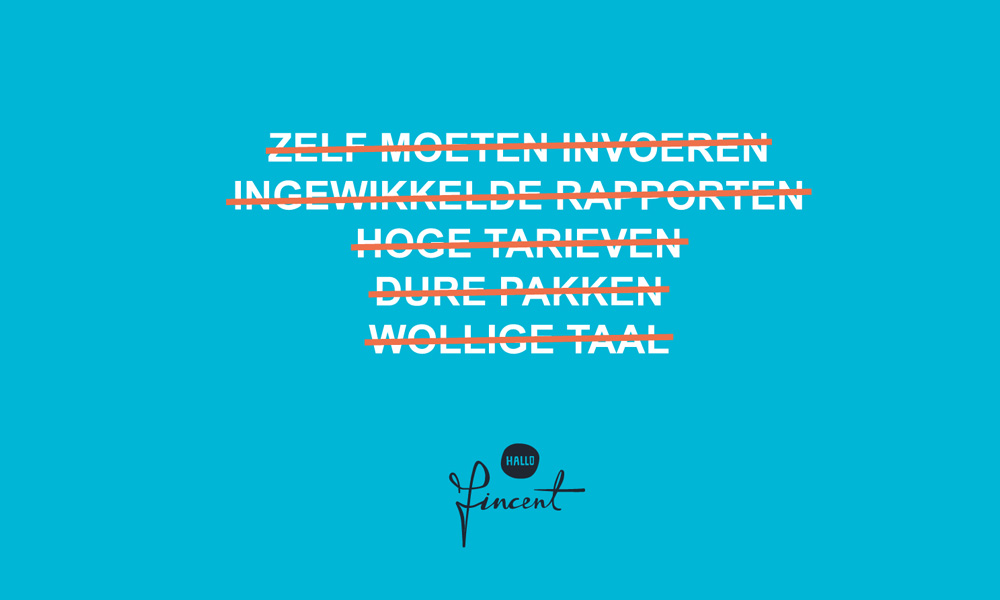 ZELF MOETEN INVOEREN
INGEWIKKELDE RAPPORTEN
HOGE TARIEVEN
DURE PAKKEN
WOLLIGE TAAL
HALLO
Fincent